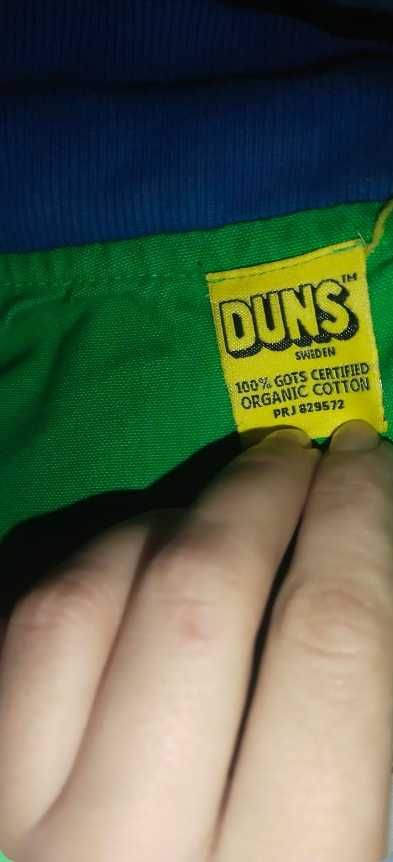 DUNS™
SWEDEN
100% GOTS CERTIFIED
ORGANIC COTTON
PRJ 829572